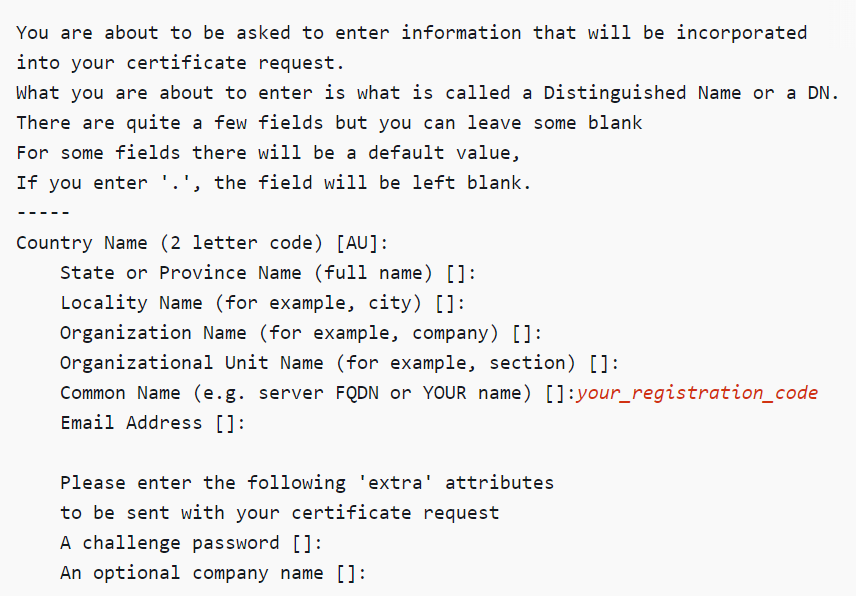 You are about to be asked to enter information that will be incorporated
into your certificate request.
What you are about to enter is what is called a Distinguished Name or a DN.
There are quite a few fields but you can leave some blank
For some fields there will be a default value,
If you enter '.', the field will be left blank.
-----
Country Name (2 letter code) [AU]:
State or Province Name (full name) []:
Locality Name (for example, city) []:
Organization Name (for example, company) []:
Organizational Unit Name (for example, section) []:
Common Name (e.g. server FQDN or YOUR name) []:your_registration_code
Email Address []:
Please enter the following 'extra' attributes
to be sent with your certificate request
A challenge password []:
An optional company name []: